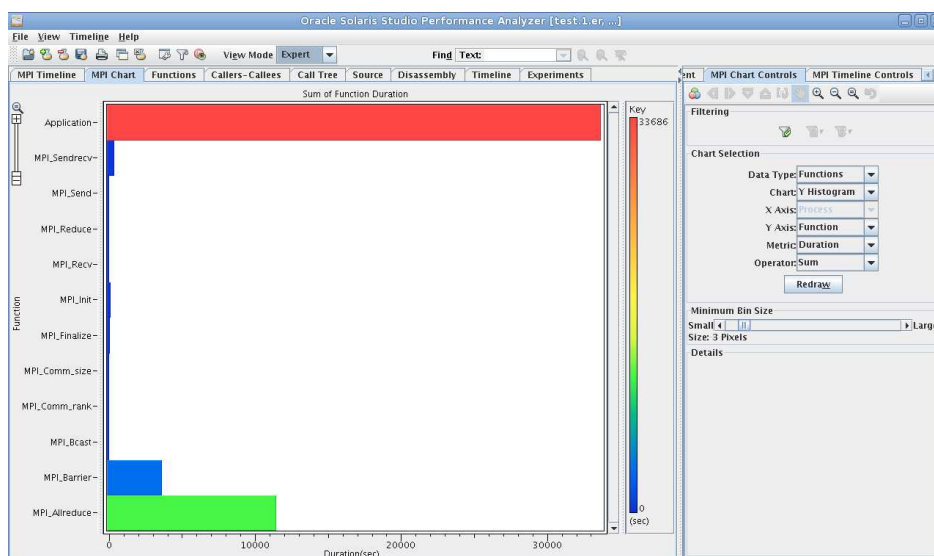 Oracle Solaris Studio Performance Analyzer [test.1.er, ...]
File View Timeline Help
View Mode Expert Find Text:
MPI Timeline MPI Chart Functions Callers-Callees Call Tree Source Disassembly Timeline Experiments
ent MPI Chart Controls MPI Timeline Controls
Sum of Function Duration
Function
Application
MPI_Sendrecv
MPI_Send
MPI_Reduce
MPI_Recv
MPI_Init
MPI_Finalize
MPI_Comm_size
MPI_Comm_rank
MPI_Bcast
MPI_Barrier
MPI_Allreduce
0 10000 20000 30000
Duration(sec)
Key
33686
0
(sec)
Filtering
Chart Selection
Data Type: Functions
Chart: Y Histogram
X Axis: Process
Y Axis: Function
Metric: Duration
Operator: Sum
Redraw
Minimum Bin Size
Small Larg
Size: 3 Pixels
Details